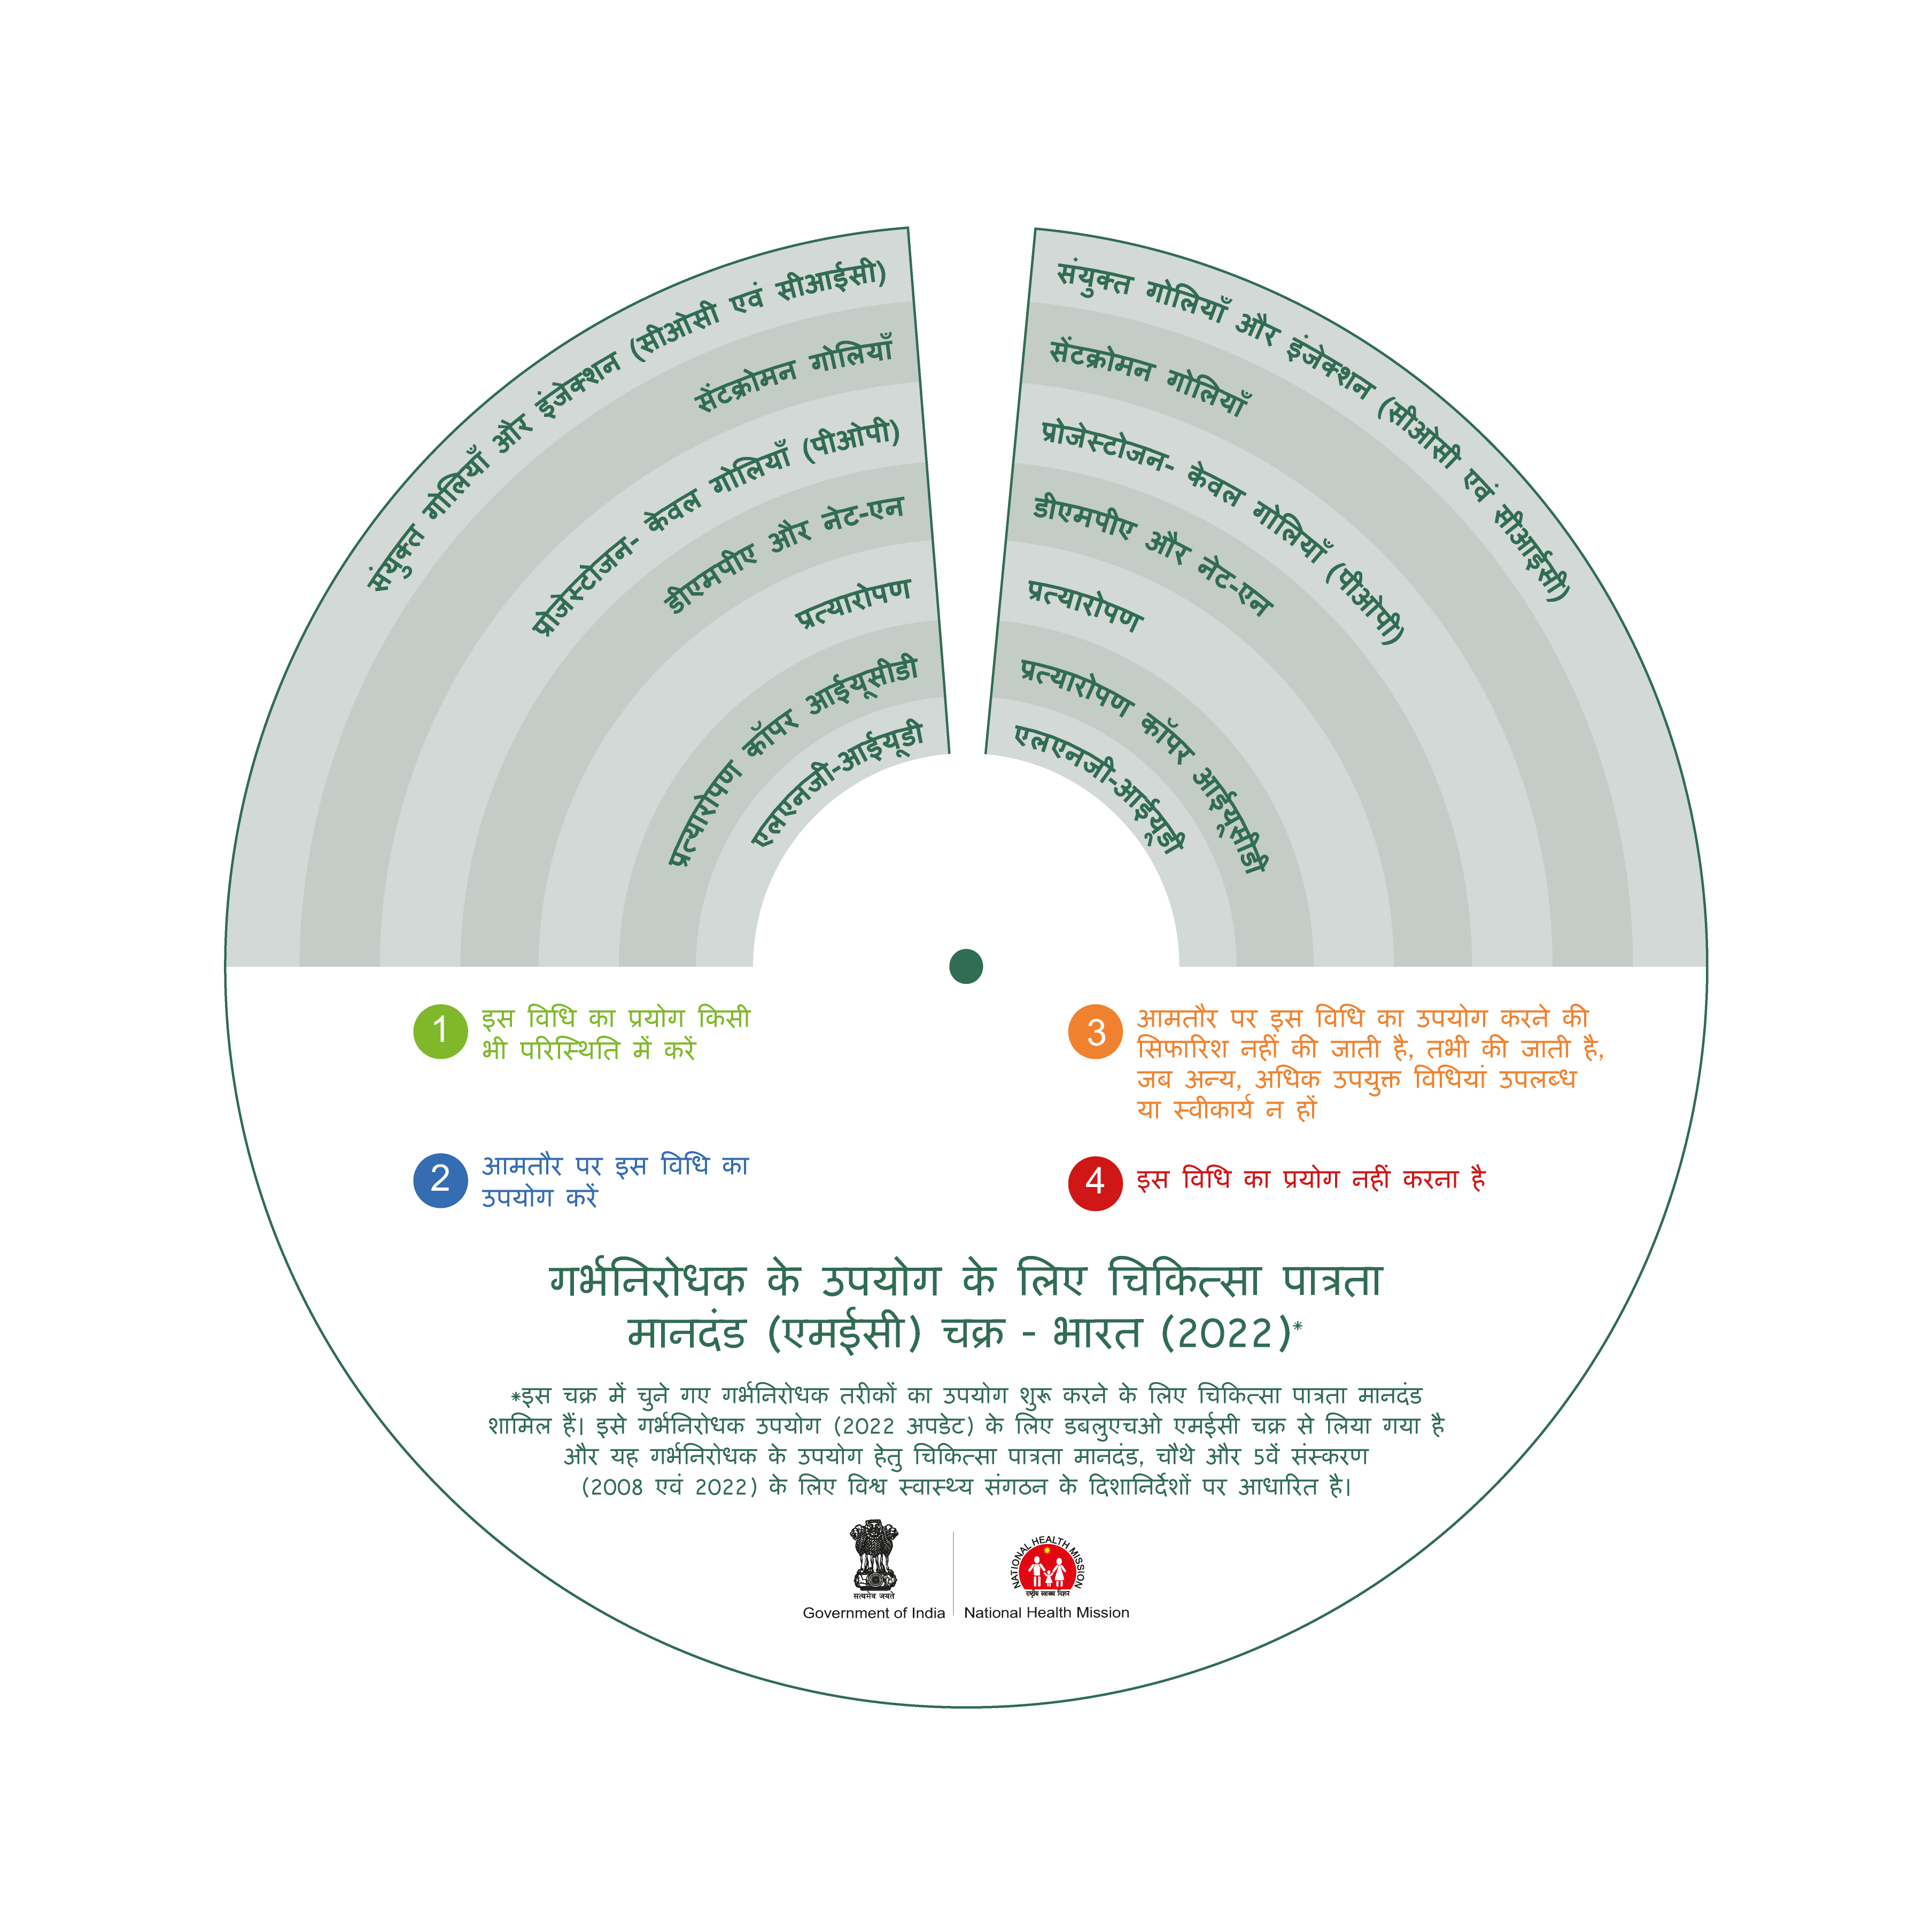 संयुक्त गोलियाँ और इंजेक्शन (सीओसी एवं सीआईसी)
सेंटक्रोमन गोलियाँ
प्रोजेस्टोजन- केवल गोलियाँ (पीओपी)
डीएमपीए और नेट-एन
प्रत्यारोपण
प्रत्यारोपण कॉपर आईयूसीडी
एलएनजी-आईयूडी
संयुक्त गोलियाँ और इंजेक्शन (सीओसी एवं सीआईसी)
सेंटक्रोमन गोलियाँ
प्रोजेस्टोजन- केवल गोलियाँ (पीओपी)
डीएमपीए और नेट-एन
प्रत्यारोपण
प्रत्यारोपण कॉपर आईयूसीडी
एलएनजी-आईयूडी
1 इस विधि का प्रयोग किसी
भी परिस्थिति में करें
2 आमतौर पर इस विधि का
उपयोग करें
3 आमतौर पर इस विधि का उपयोग करने की
सिफारिश नहीं की जाती है, तभी की जाती है,
जब अन्य, अधिक उपयुक्त विधियां उपलब्ध
या स्वीकार्य न हों
4 इस विधि का प्रयोग नहीं करना है
गर्भनिरोधक के उपयोग के लिए चिकित्सा पात्रता
मानदंड (एमईसी) चक्र - भारत (2022)*
*इस चक्र में चुने गए गर्भनिरोधक तरीकों का उपयोग शुरू करने के लिए चिकित्सा पात्रता मानदंड
शामिल हैं। इसे गर्भनिरोधक उपयोग (2022 अपडेट) के लिए डबलुएचओ एमईसी चक्र से लिया गया है
और यह गर्भनिरोधक के उपयोग हेतु चिकित्सा पात्रता मानदंड, चौथे और 5वें संस्करण
(2008 एवं 2022) के लिए विश्व स्वास्थ्य संगठन के दिशानिर्देशों पर आधारित है।
सत्यमेव जयते
Government of India
NATIONAL HEALTH MISSION
राष्ट्रीय स्वास्थ्य मिशन
National Health Mission